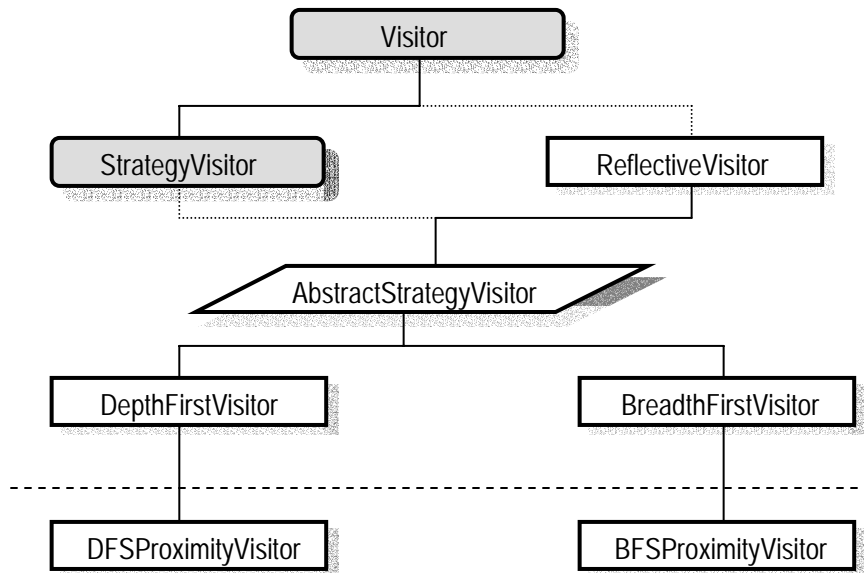 Visitor
StrategyVisitor
ReflectiveVisitor
AbstractStrategyVisitor
DepthFirstVisitor
BreadthFirstVisitor
DFSProximityVisitor
BFSProximityVisitor